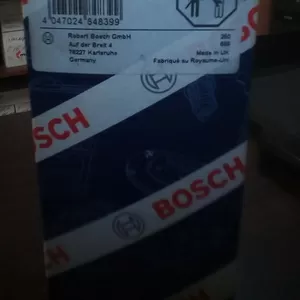 4 047024 848399
Robert Bosch GmbH
Auf der Breit 4
76227 Karlsruhe
Germany
Made in UK
Fabriqué au Royaume-Uni
BOSCH
BOSCH